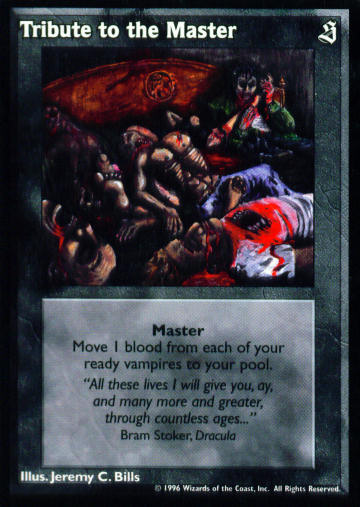 Tribute to the Master
Master
Move 1 blood from each of your
ready vampires to your pool.
"All these lives I will give you, ay,
and many more and greater,
through countless ages..."
Bram Stoker, Dracula
Illus. Jeremy C. Bills
© 1996 Wizards of the Coast, Inc. All Rights Reserved.